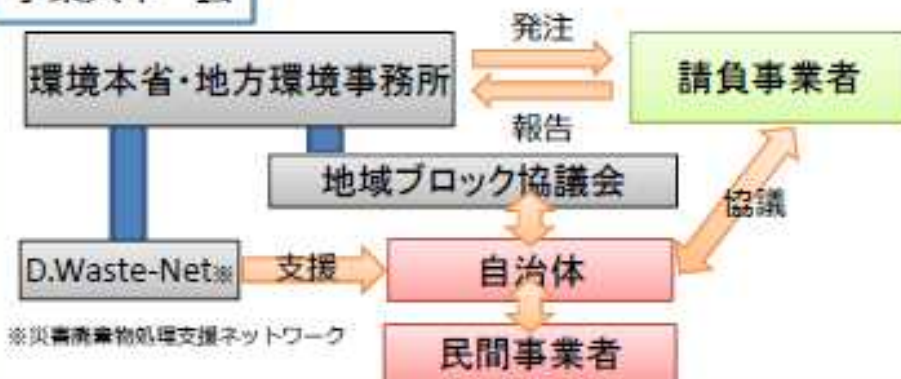 発注
環境本省・地方環境事務所
請負事業者
報告
地域ブロック協議会
協議
D.Waste-Net※
支援
自治体
※災害廃棄物処理支援ネットワーク
民間事業者